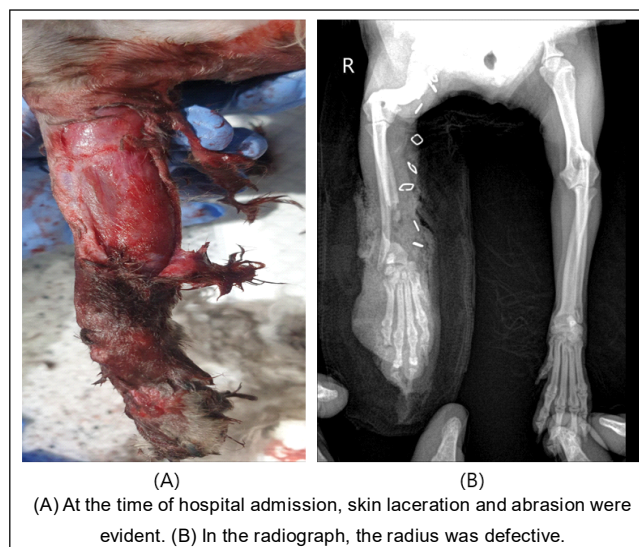 R
(A)
(B)
(A) At the time of hospital admission, skin laceration and abrasion were
evident. (B) In the radiograph, the radius was defective.